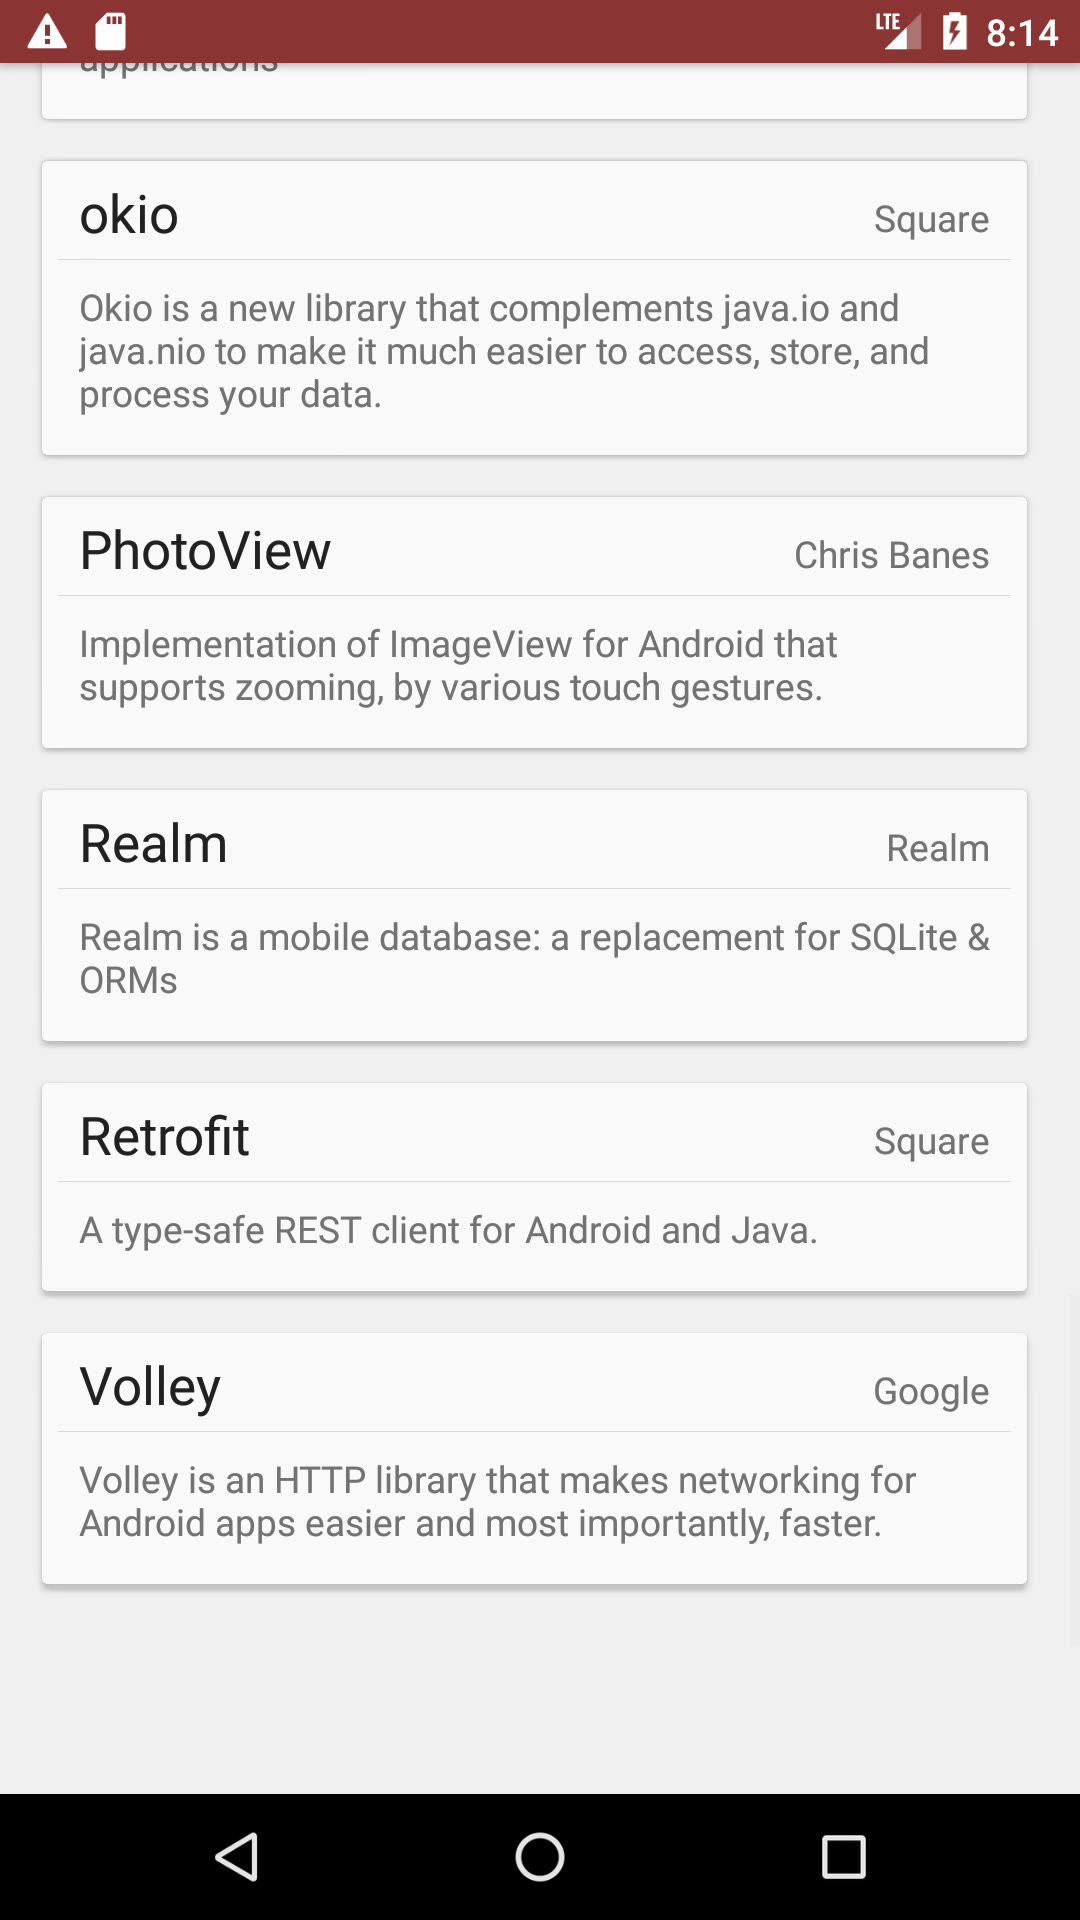 LTE 8:14
applications
okio Square
Okio is a new library that complements java.io and
java.nio to make it much easier to access, store, and
process your data.
PhotoView Chris Banes
Implementation of ImageView for Android that
supports zooming, by various touch gestures.
Realm Realm
Realm is a mobile database: a replacement for SQLite &
ORMs
Retrofit Square
A type-safe REST client for Android and Java.
Volley Google
Volley is an HTTP library that makes networking for
Android apps easier and most importantly, faster.